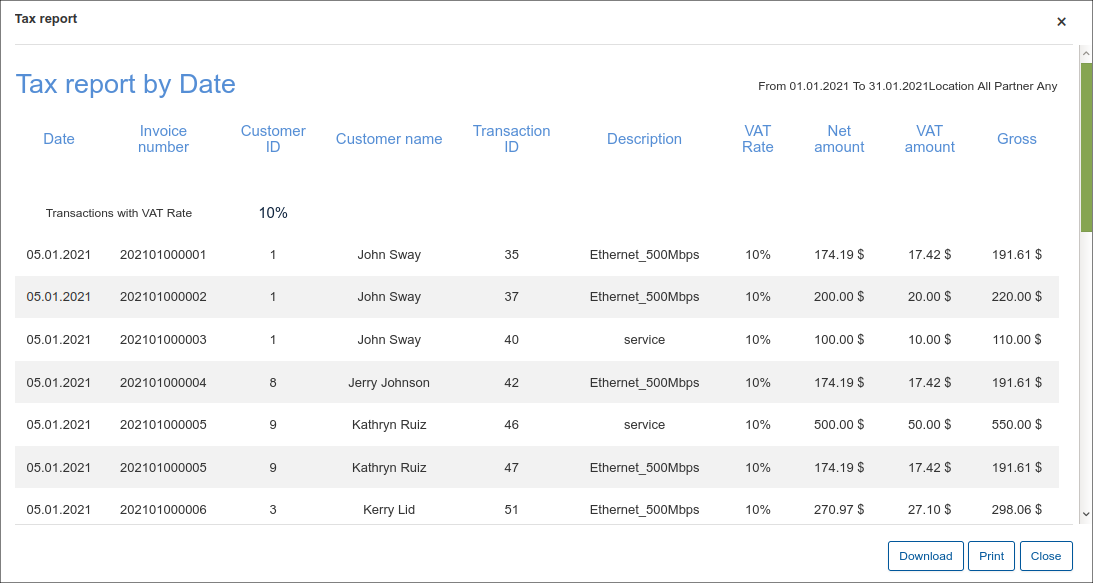 Tax report
×
Tax report by Date
From 01.01.2021 To 31.01.2021Location All Partner Any
Date Invoice number Customer ID Customer name Transaction ID Description VAT Rate Net amount VAT amount Gross
Transactions with VAT Rate 10%
05.01.2021 202101000001 1 John Sway 35 Ethernet_500Mbps 10% 174.19 $ 17.42 $ 191.61 $
05.01.2021 202101000002 1 John Sway 37 Ethernet_500Mbps 10% 200.00 $ 20.00 $ 220.00 $
05.01.2021 202101000003 1 John Sway 40 service 10% 100.00 $ 10.00 $ 110.00 $
05.01.2021 202101000004 8 Jerry Johnson 42 Ethernet_500Mbps 10% 174.19 $ 17.42 $ 191.61 $
05.01.2021 202101000005 9 Kathryn Ruiz 46 service 10% 500.00 $ 50.00 $ 550.00 $
05.01.2021 202101000005 9 Kathryn Ruiz 47 Ethernet_500Mbps 10% 174.19 $ 17.42 $ 191.61 $
05.01.2021 202101000006 3 Kerry Lid 51 Ethernet_500Mbps 10% 270.97 $ 27.10 $ 298.06 $
Download Print Close